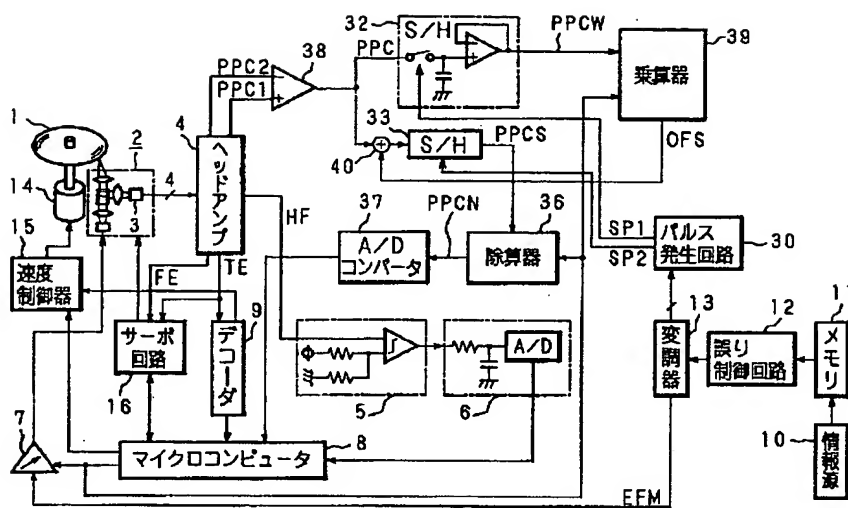 32
S/H
PPCW
39
乗算器
38
PPC
PPC2
PPC1
33
S/H
PPCS
OFS
40
1
2
4
ヘッドアンプ
14
3
4
HF
37
PPCN
36
A/D
コンバータ
除算器
SP1
SP2
パルス
発生回路
30
15
速度
制御器
FE
TE
9
デコーダ
サーボ
回路
16
5
A/D
6
13
変調器
12
誤り
制御回路
11
メモリ
10
情報源
7
8
マイクロコンピュータ
EFM